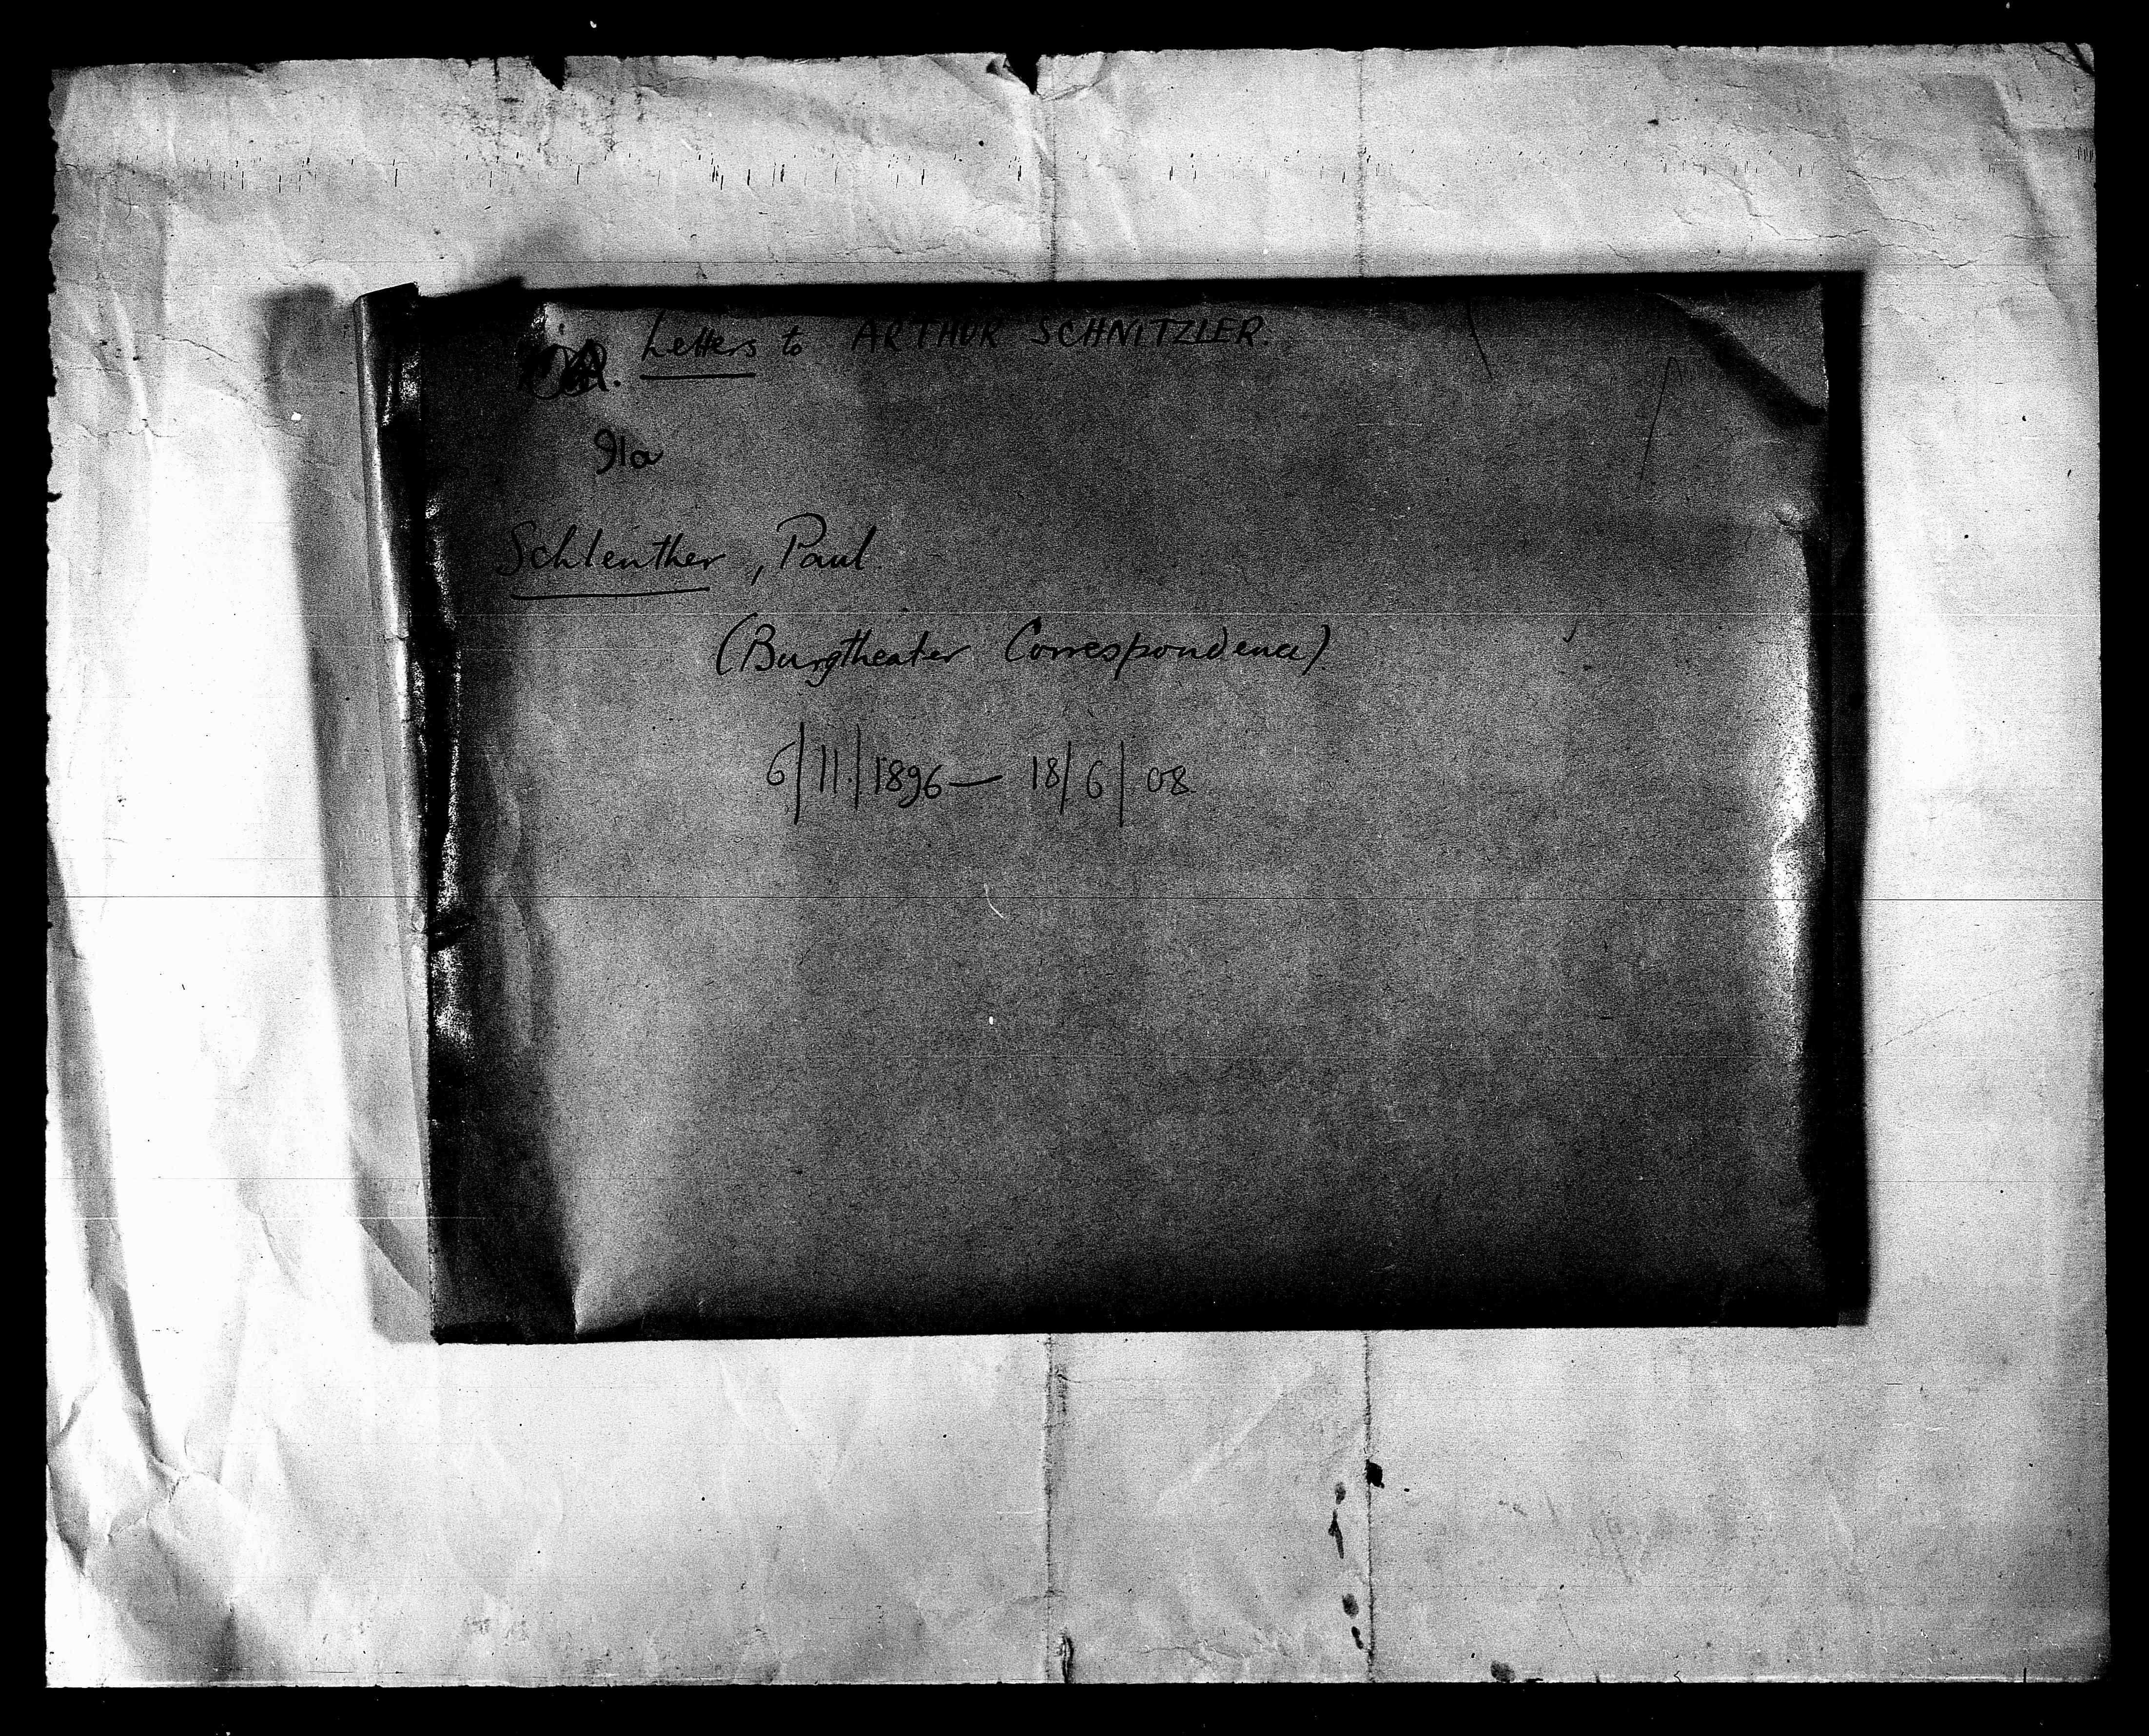 Letters to ARTHUR SCHNITZLER.
91a
Schlenther, Paul
(Burgtheater Correspondence)
6/11/1896 — 18/6/08